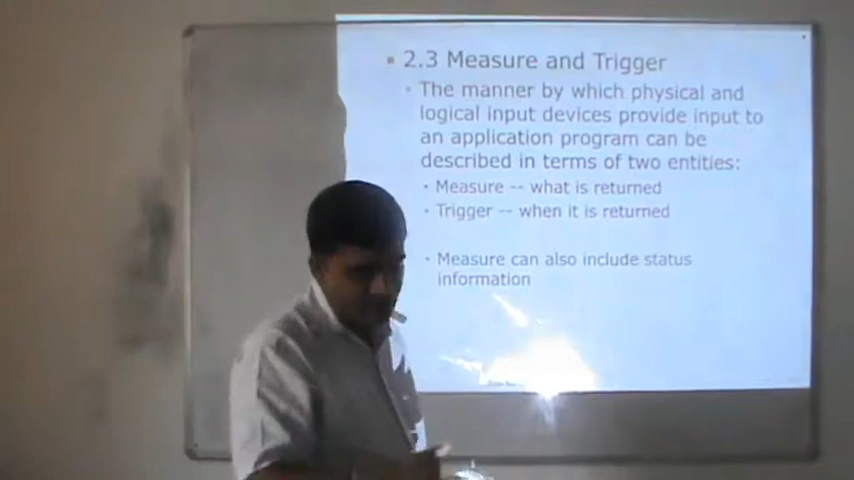 2.3 Measure and Trigger
The manner by which physical and
logical input devices provide input to
an application program can be
described in terms of two entities:
Measure -- what is returned
Trigger -- when it is returned
Measure can also include status
information